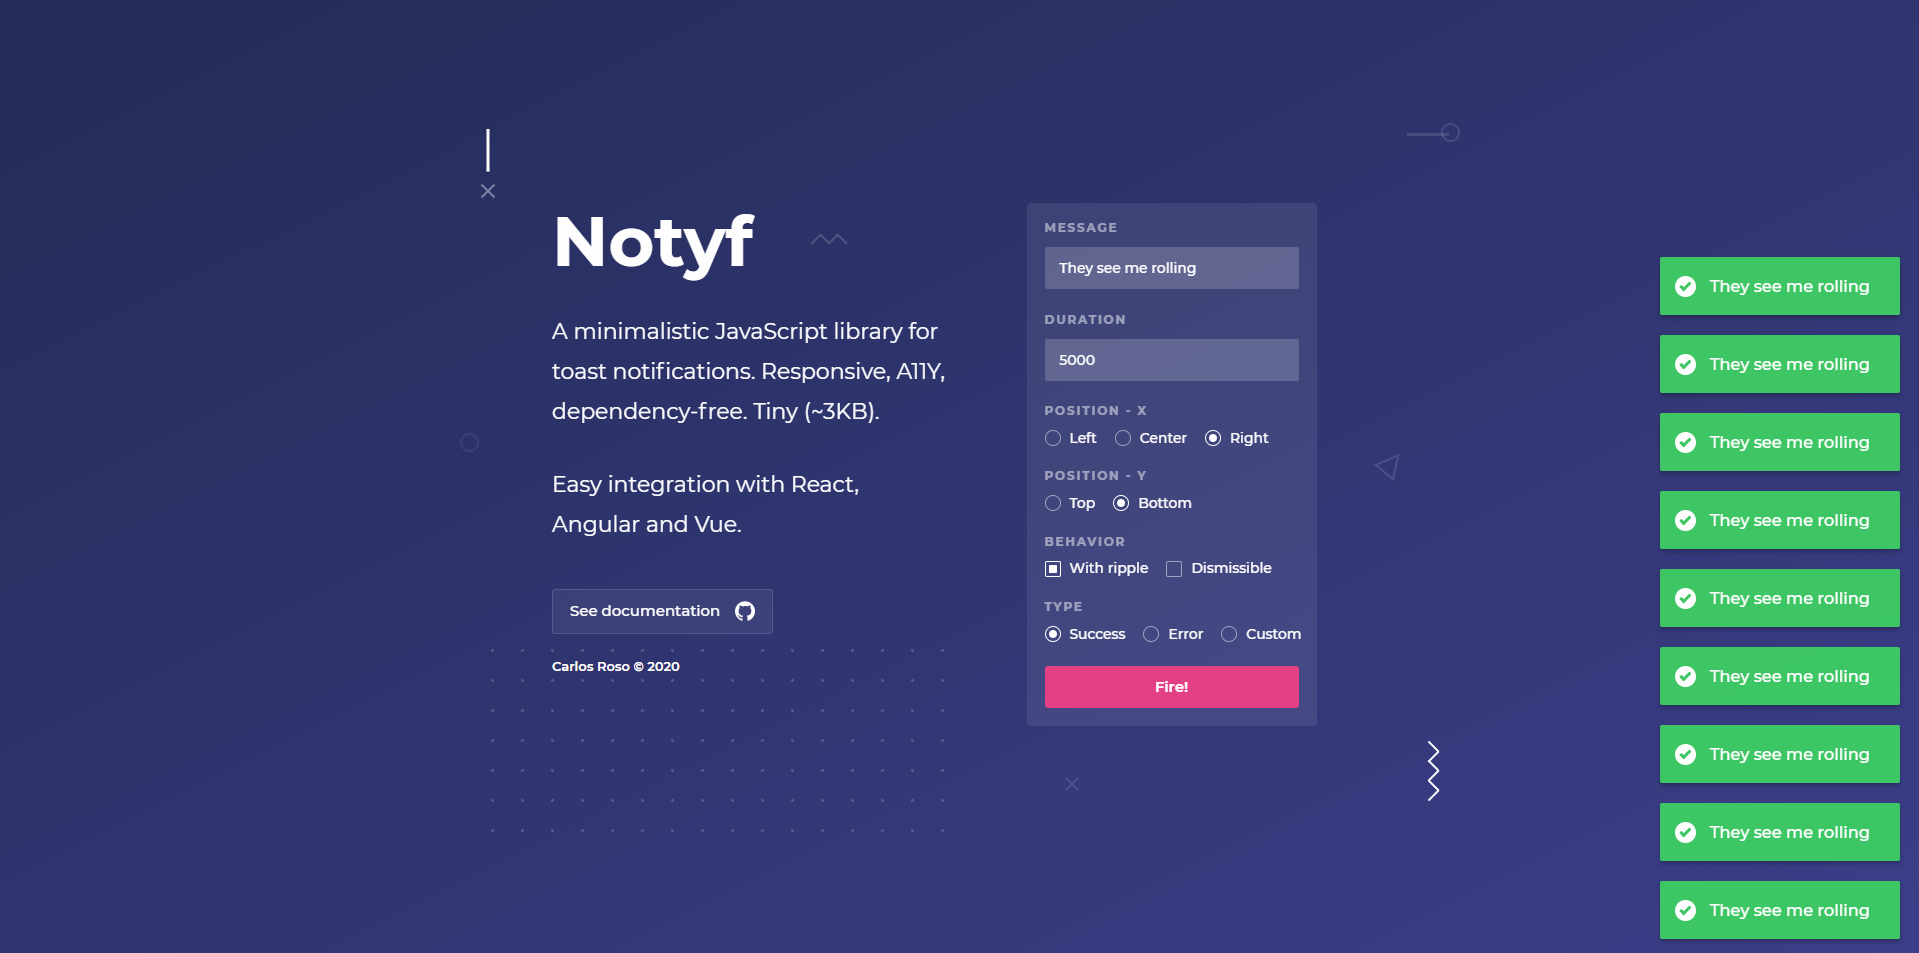 Notyf
A minimalistic JavaScript library for
toast notifications. Responsive, A11Y,
dependency-free. Tiny (~3KB).
Easy integration with React,
Angular and Vue.
See documentation
Carlos Roso © 2020
MESSAGE
They see me rolling
DURATION
5000
POSITION - X
Left Center Right
POSITION - Y
Top Bottom
BEHAVIOR
With ripple Dismissible
TYPE
Success Error Custom
Fire!
They see me rolling
They see me rolling
They see me rolling
They see me rolling
They see me rolling
They see me rolling
They see me rolling
They see me rolling
They see me rolling